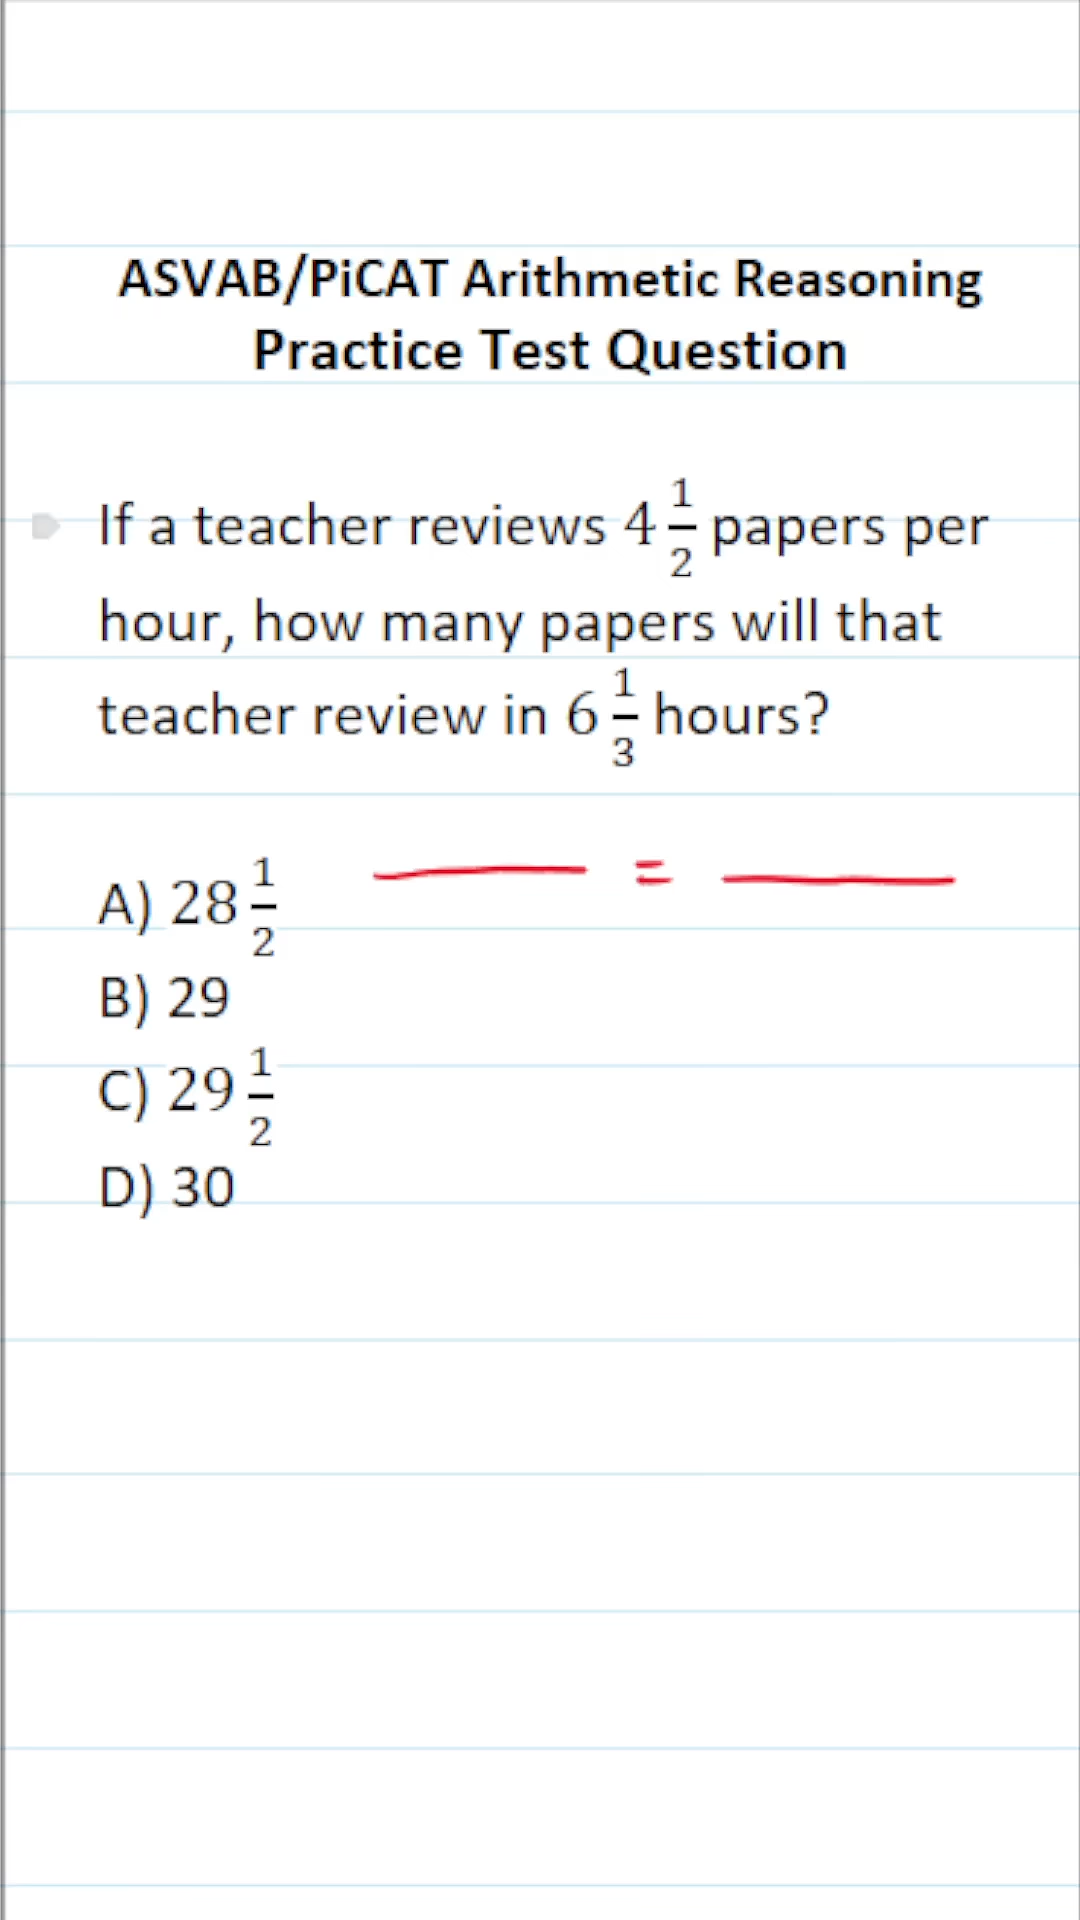 ASVAB/PiCAT Arithmetic Reasoning
Practice Test Question
If a teacher reviews 4 1/2 papers per
hour, how many papers will that
teacher review in 6 1/3 hours?
A) 28 1/2
=
B) 29
C) 29 1/2
D) 30